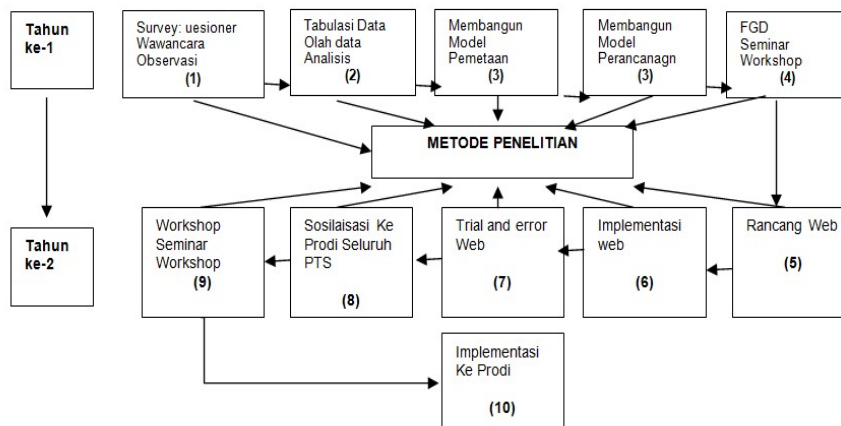 Tahun
ke-1
Survey: uesioner
Wawancara
Observasi
(1)
Tabulasi Data
Olah data
Analisis
(2)
Membangun
Model
Pemetaan
(3)
Membangun
Model
Perancanagn
(3)
FGD
Seminar
Workshop
(4)
METODE PENELITIAN
Tahun
ke-2
Workshop
Seminar
Workshop
(9)
Sosilaisasi Ke
Prodi Seluruh
PTS
(8)
Trial and error
Web
(7)
Implementasi
web
(6)
Rancang Web
(5)
Implementasi
Ke Prodi
(10)